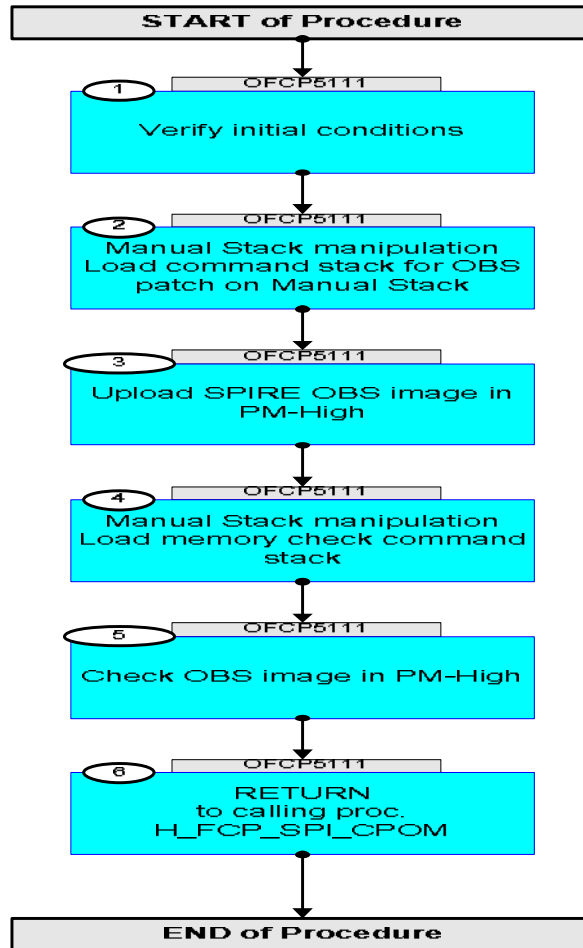 START of Procedure
OFCP5111
1
Verify initial conditions
OFCP5111
2
Manual Stack manipulation
Load command stack for OBS
patch on Manual Stack
OFCP5111
3
Upload SPIRE OBS image in
PM-High
OFCP5111
4
Manual Stack manipulation
Load memory check command
stack
OFCP5111
5
Check OBS image in PM-High
OFCP5111
6
RETURN
to calling proc.
H_FCP_SPI_CPOM
END of Procedure